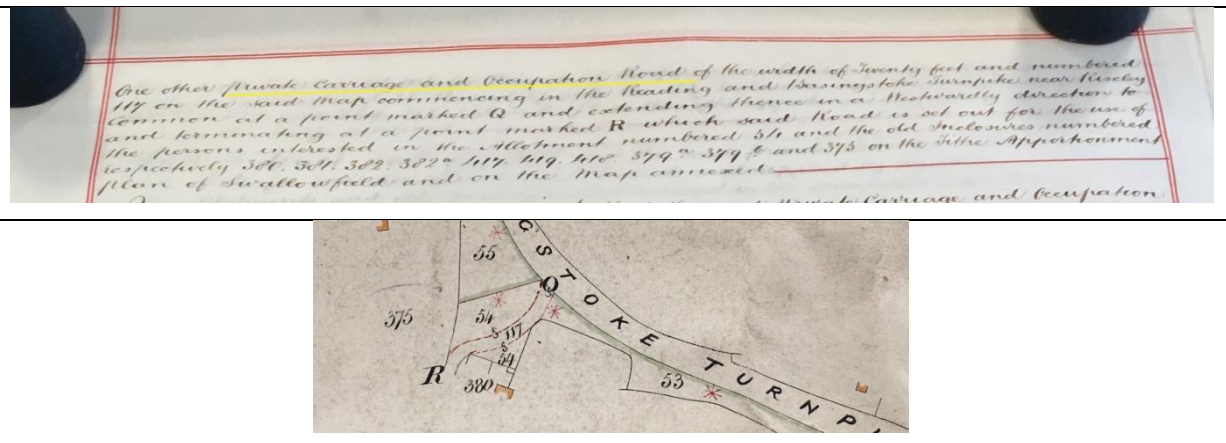 One other Private Carriage and Occupation Road of the width of Twenty feet and numbered
117 on the said Map commencing in the Reading and Basingstoke Turnpike near Riseley
Common at a point marked Q and extending thence in a Westwardly direction to
and terminating at a point marked R which said Road is set out for the use of
the persons interested in the Allotment numbered 54 and the old Inclosures numbered
respectively 380. 381. 382. 382a 417. 419. 418. 379a 379b and 375 on the Tithe Apportionment
plan of Swallowfield and on the Map annexed
Private Carriage and Occupation
GSTOKE TURNP
55
Q
375
54
S 117
S
54
R
380
53